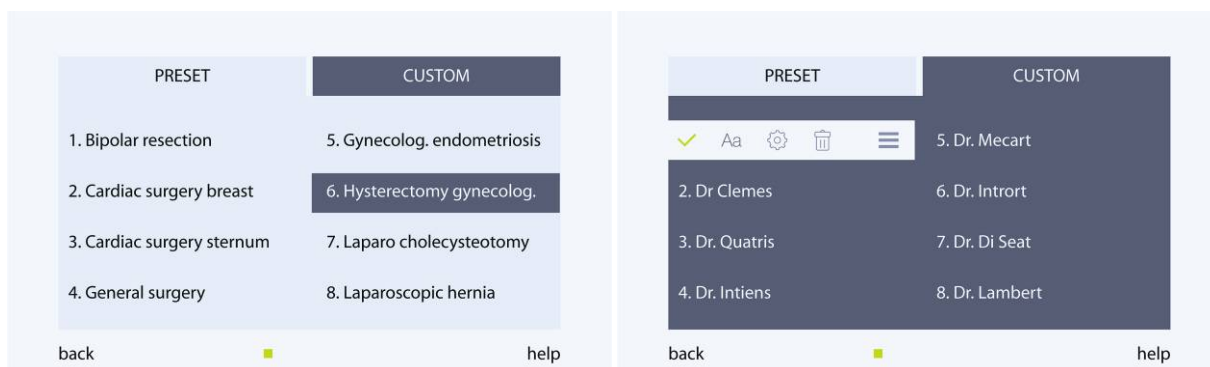 PRESET
CUSTOM
1. Bipolar resection
2. Cardiac surgery breast
3. Cardiac surgery sternum
4. General surgery
5. Gynecolog. endometriosis
6. Hysterectomy gynecolog.
7. Laparo cholecysteotomy
8. Laparoscopic hernia
back
help
PRESET
CUSTOM
Aa
2. Dr Clemes
3. Dr. Quatris
4. Dr. Intiens
5. Dr. Mecart
6. Dr. Intrort
7. Dr. Di Seat
8. Dr. Lambert
back
help